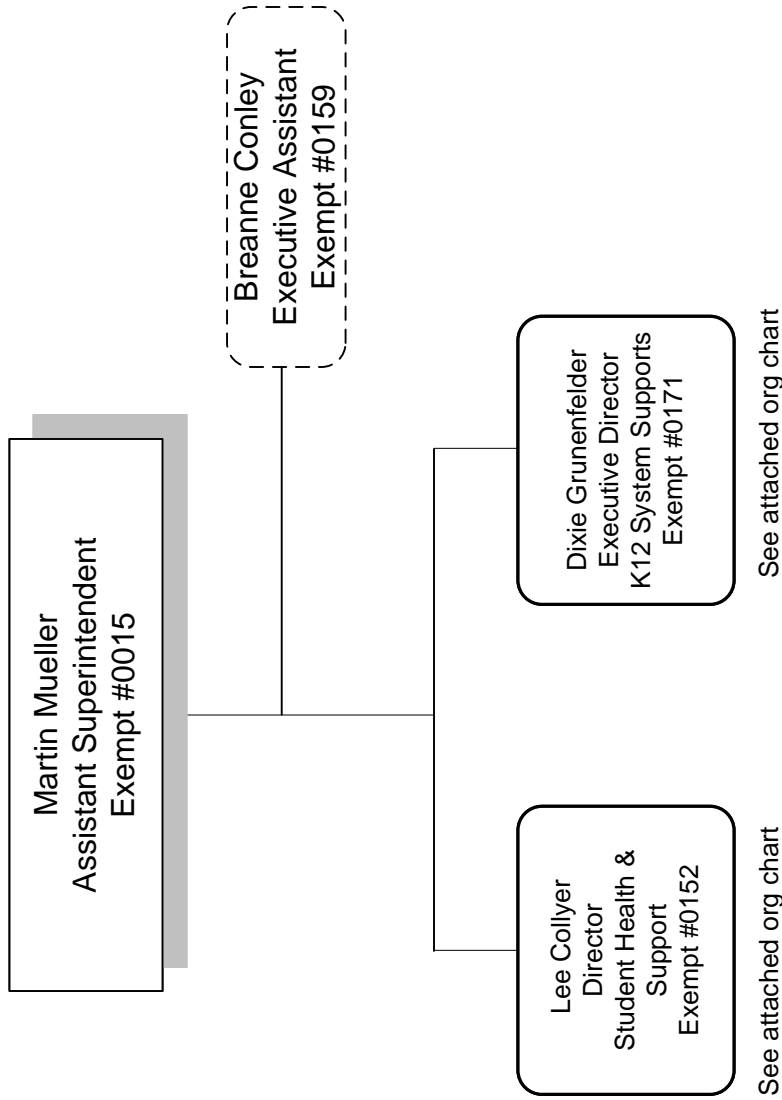 Martin Mueller
Assistant Superintendent
Exempt #0015
Breanne Conley
Executive Assistant
Exempt #0159
Lee Collyer
Director
Student Health &
Support
Exempt #0152
See attached org chart
Dixie Grunenfelder
Executive Director
K12 System Supports
Exempt #0171
See attached org chart